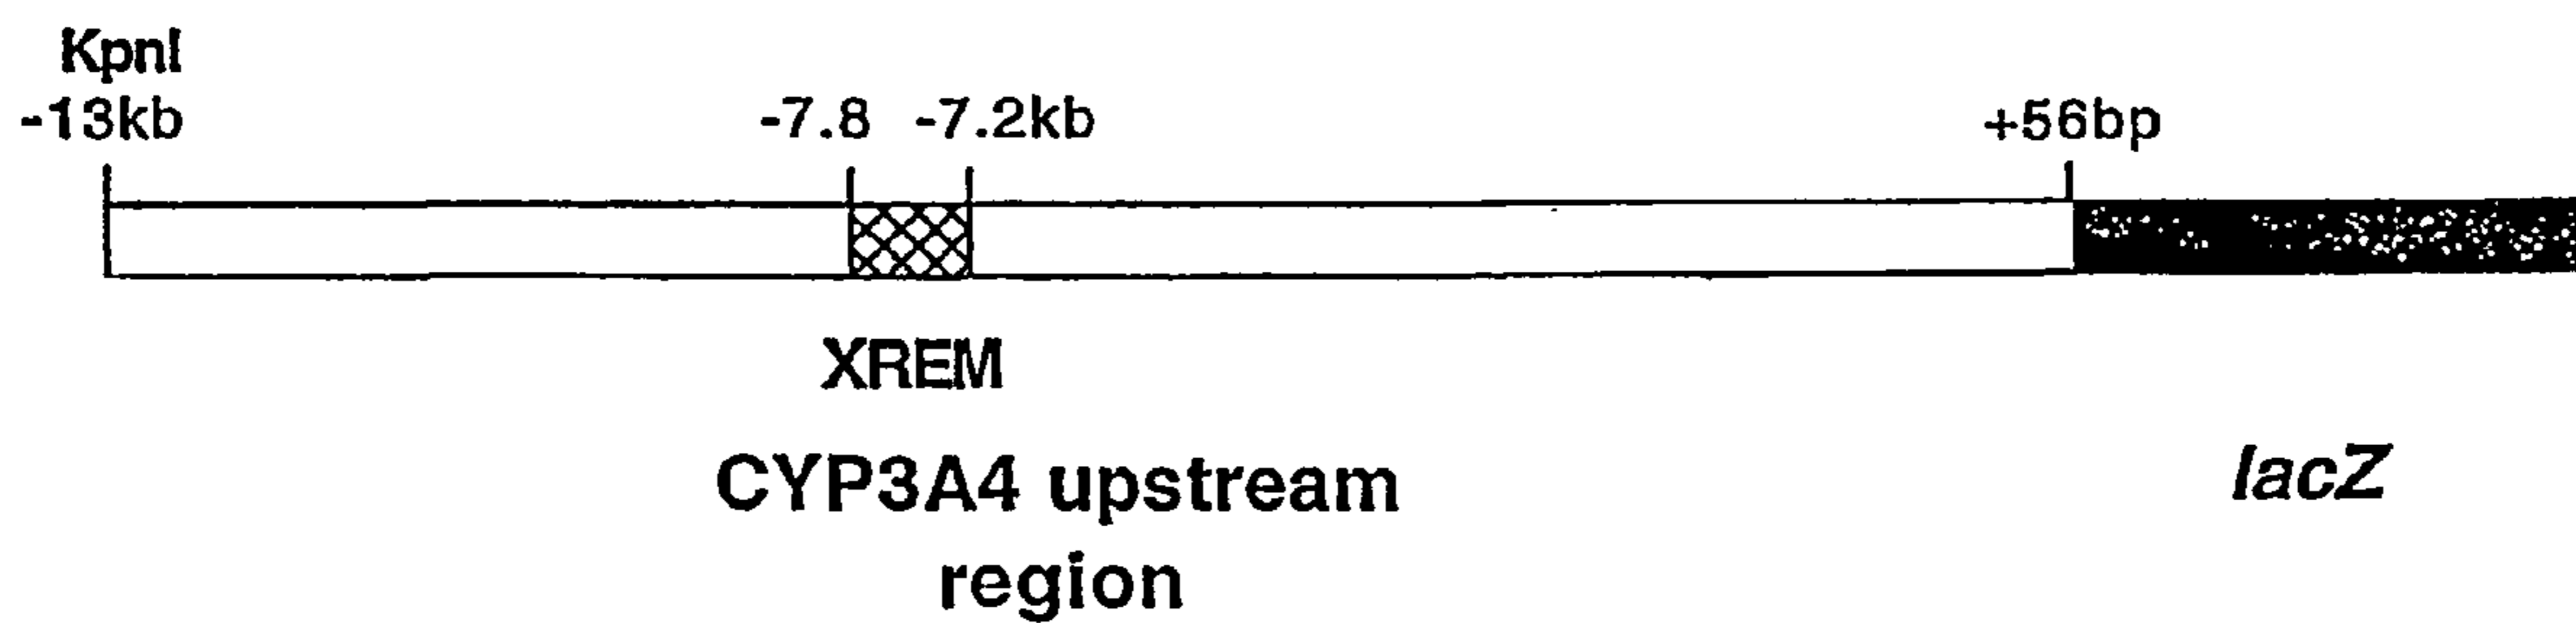 KpnI
-13kb -7.8 -7.2kb +56bp
XREM
CYP3A4 upstream
region
lacZ